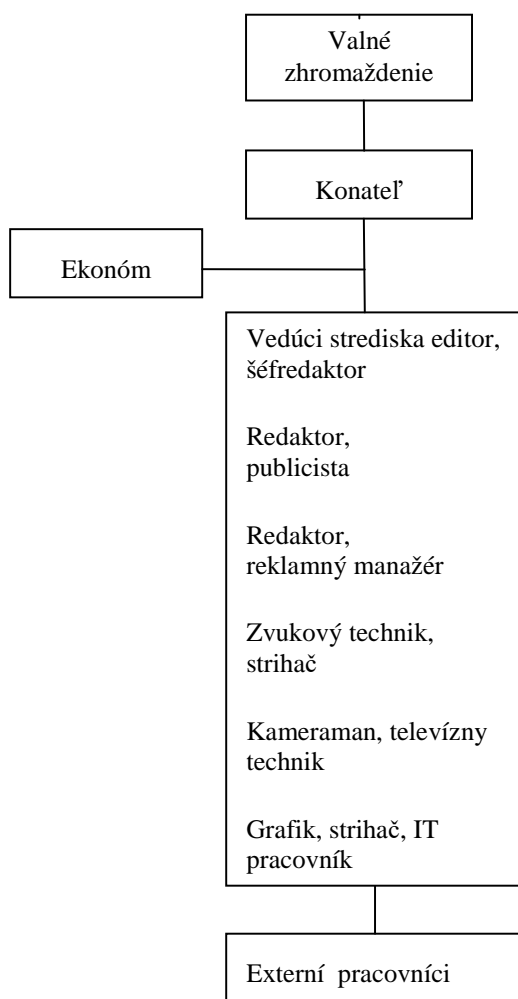 Valné
zhromaždenie
Konateľ
Ekonóm
Vedúci strediska editor,
šéfredaktor
Redaktor,
publicista
Redaktor,
reklamný manažér
Zvukový technik,
strihač
Kameraman, televízny
technik
Grafik, strihač, IT
pracovník
Externí pracovníci